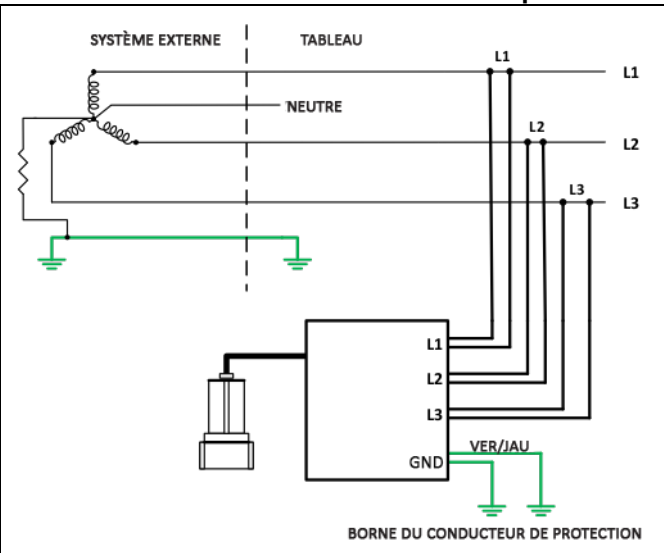 SYSTÈME EXTERNE
TABLEAU
L1
L1
NEUTRE
L2
L2
L3
L3
L1
L2
L3
VER/JAU
GND
BORNE DU CONDUCTEUR DE PROTECTION